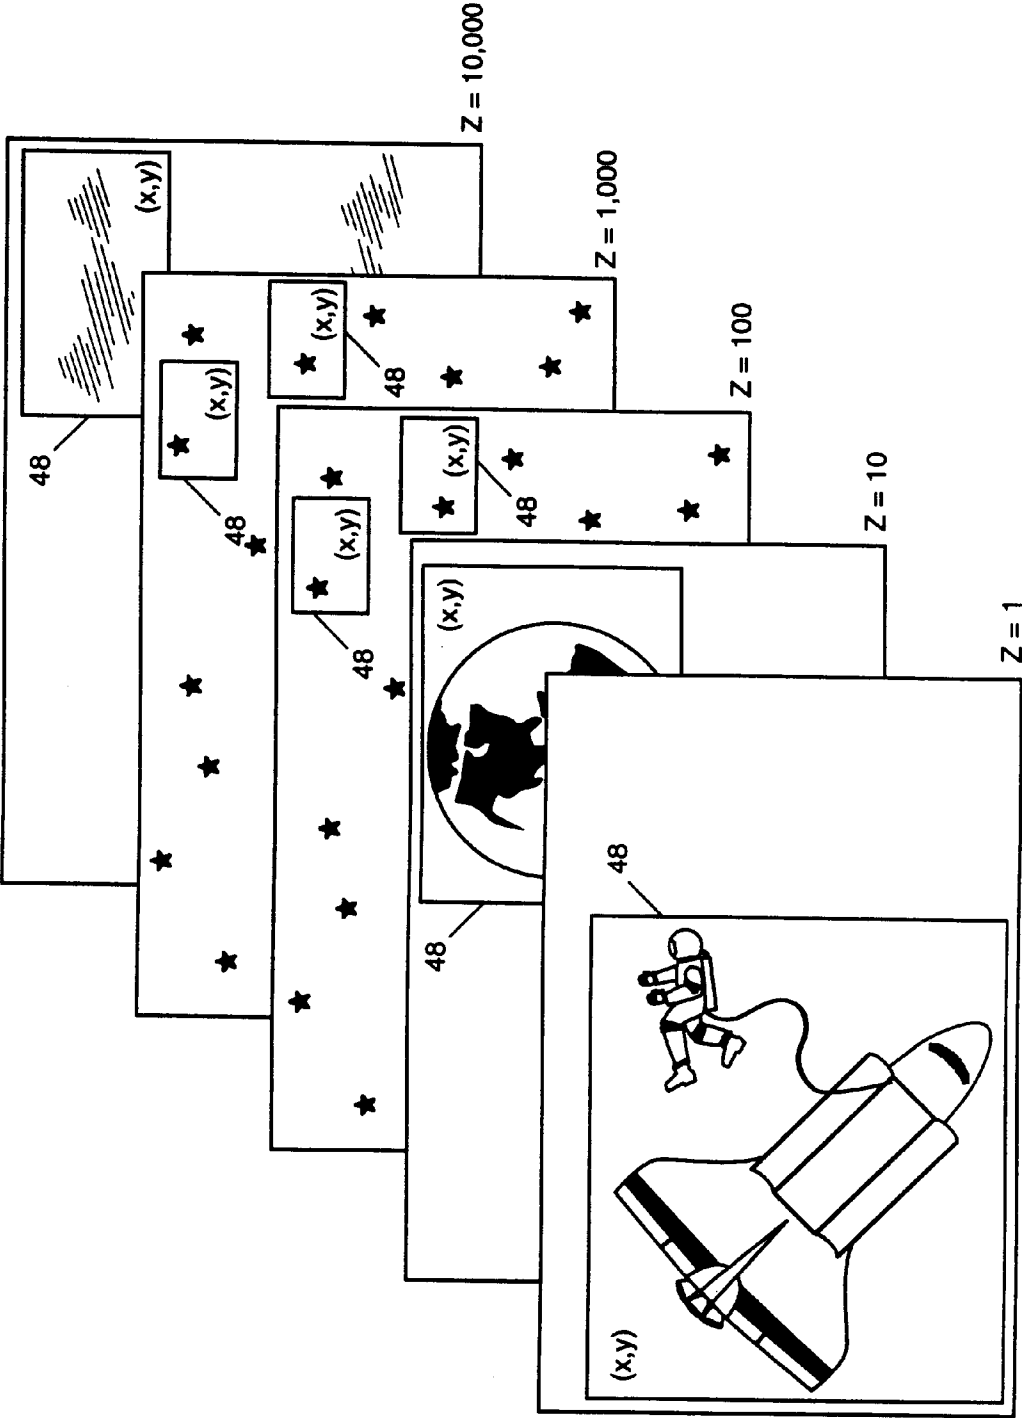 Z = 10,000
(x,y)
48
Z = 1,000
(x,y)
48
(x,y)
48
Z = 100
(x,y)
48
(x,y)
48
Z = 10
(x,y)
48
Z = 1
48
(x,y)